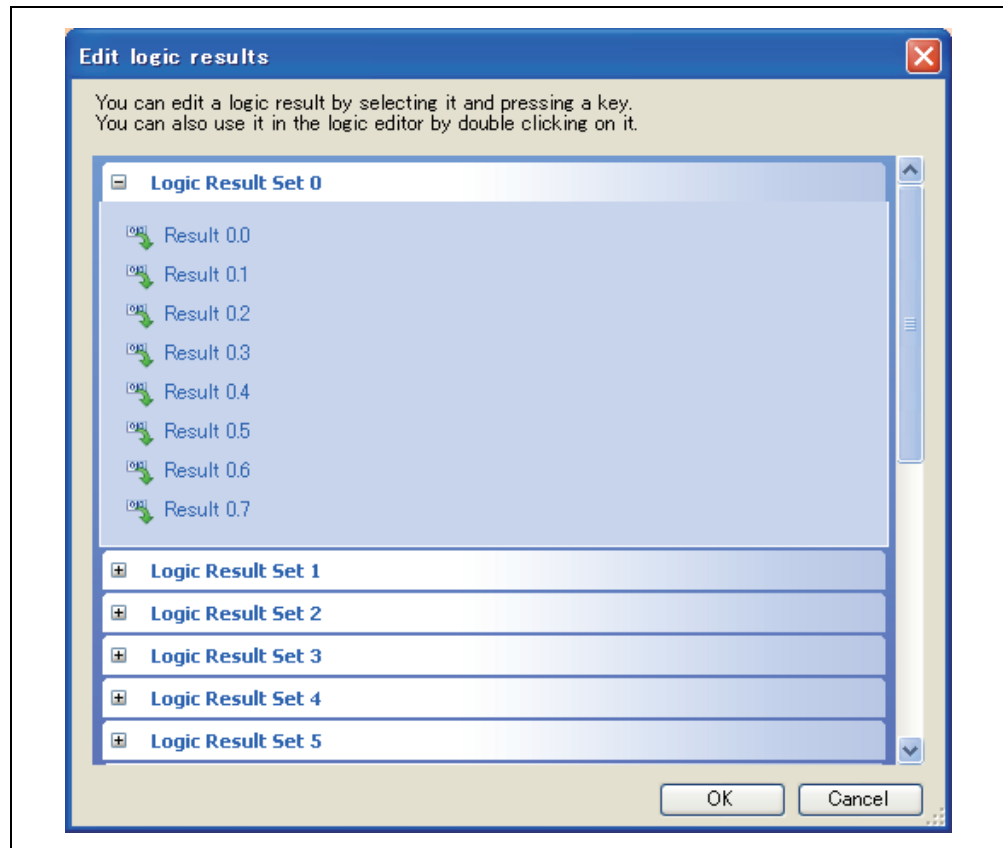 Edit logic results
You can edit a logic result by selecting it and pressing a key.
You can also use it in the logic editor by double clicking on it.
Logic Result Set 0
Result 0.0
Result 0.1
Result 0.2
Result 0.3
Result 0.4
Result 0.5
Result 0.6
Result 0.7
Logic Result Set 1
Logic Result Set 2
Logic Result Set 3
Logic Result Set 4
Logic Result Set 5
OK
Cancel